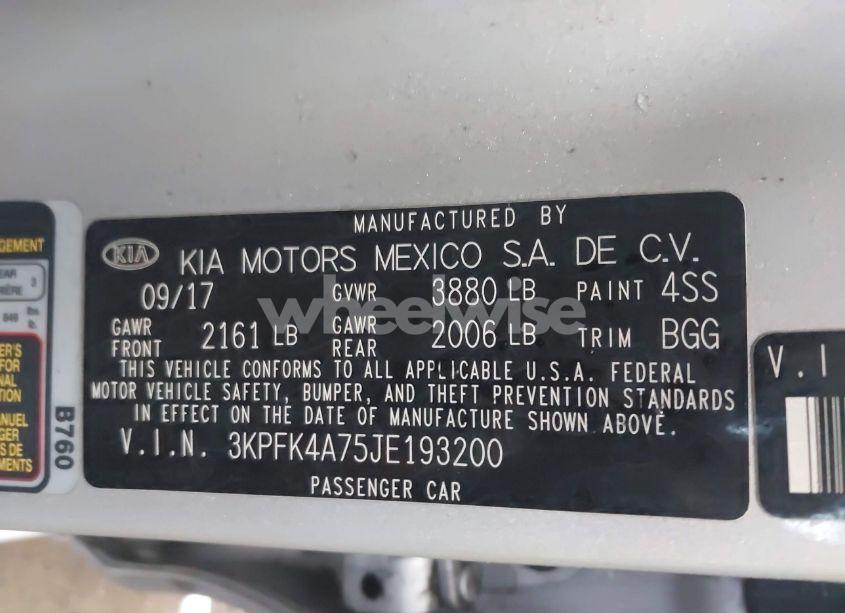 MANUFACTURED BY
KIA KIA MOTORS MEXICO S.A. DE C.V.
09/17 GVWR 3880 LB PAINT 4SS
GAWR FRONT 2161 LB GAWR REAR 2006 LB TRIM BGG
THIS VEHICLE CONFORMS TO ALL APPLICABLE U.S.A. FEDERAL
MOTOR VEHICLE SAFETY, BUMPER, AND THEFT PREVENTION STANDARDS
IN EFFECT ON THE DATE OF MANUFACTURE SHOWN ABOVE.
V.I.N. 3KPFK4A75JE193200
PASSENGER CAR
wheelwise
B760
V.I